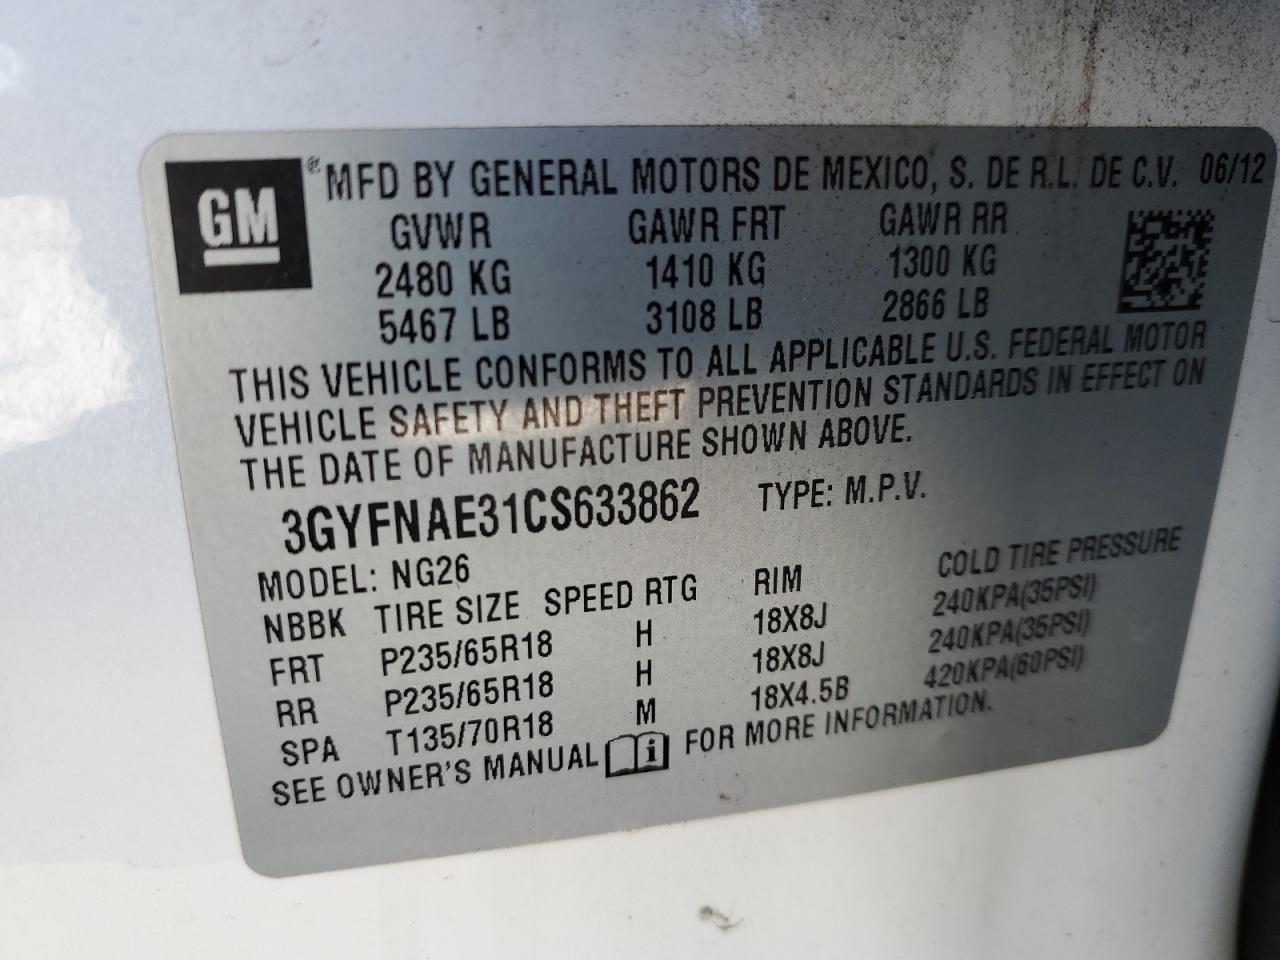 GM ® MFD BY GENERAL MOTORS DE MEXICO, S. DE R.L. DE C.V. 06/12
GVWR GAWR FRT GAWR RR
2480 KG 1410 KG 1300 KG
5467 LB 3108 LB 2866 LB
THIS VEHICLE CONFORMS TO ALL APPLICABLE U.S. FEDERAL MOTOR
VEHICLE SAFETY AND THEFT PREVENTION STANDARDS IN EFFECT ON
THE DATE OF MANUFACTURE SHOWN ABOVE.
3GYFNAE31CS633862 TYPE: M.P.V.
MODEL: NG26
NBBK TIRE SIZE SPEED RTG RIM COLD TIRE PRESSURE
FRT P235/65R18 H 18X8J 240KPA(35PSI)
RR P235/65R18 H 18X8J 240KPA(35PSI)
SPA T135/70R18 M 18X4.5B 420KPA(60PSI)
SEE OWNER'S MANUAL i FOR MORE INFORMATION.